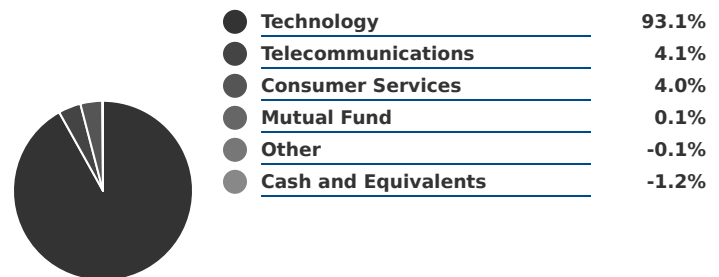 Technology 93.1%
Telecommunications 4.1%
Consumer Services 4.0%
Mutual Fund 0.1%
Other -0.1%
Cash and Equivalents -1.2%